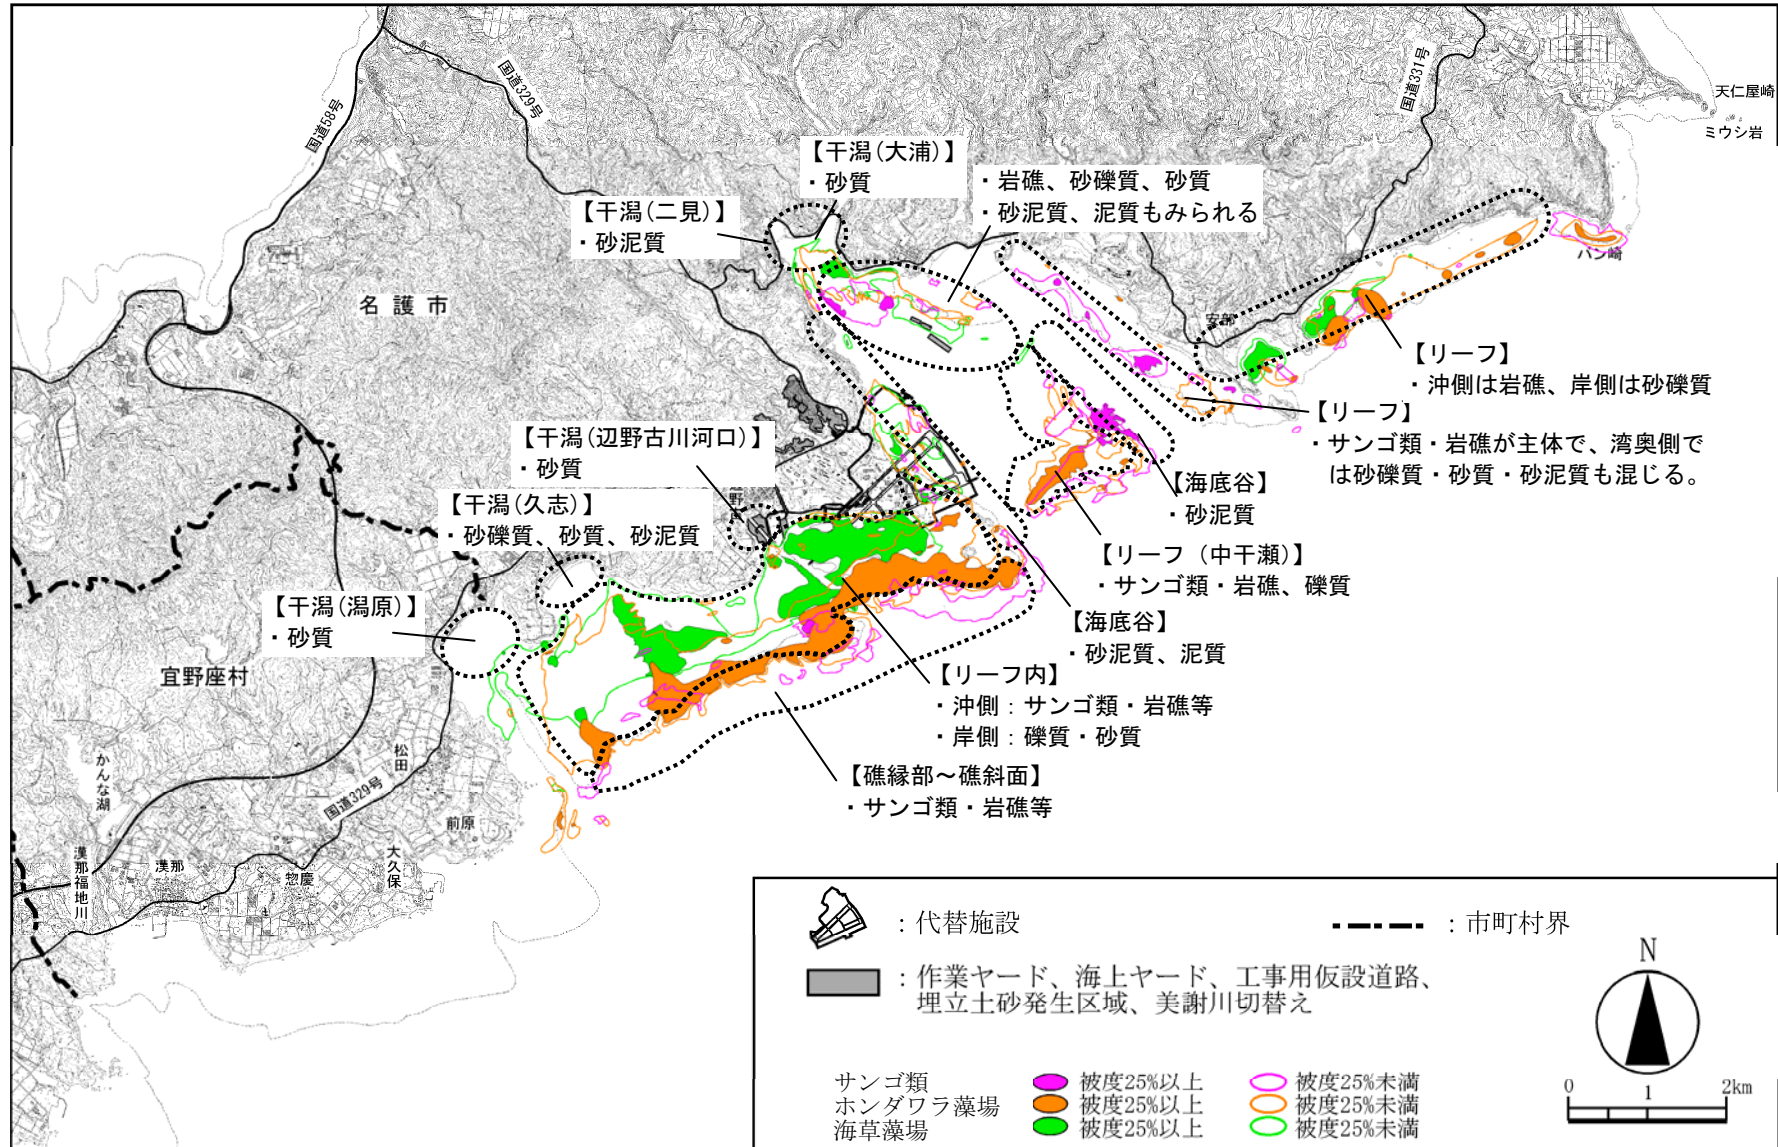 国道58号
国道329号
国道331号
天仁屋崎
ミウシ岩
【干潟(大浦)】
・砂質
・岩礁、砂礫質、砂質
・砂泥質、泥質もみられる
【干潟(二見)】
・砂泥質
バン崎
名護市
安部
【リーフ】
・沖側は岩礁、岸側は砂礫質
【リーフ】
・サンゴ類・岩礁が主体で、湾奥側で
は砂礫質・砂質・砂泥質も混じる。
【干潟(辺野古川河口)】
・砂質
【海底谷】
・砂泥質
【干潟(久志)】
・砂礫質、砂質、砂泥質
【リーフ（中干瀬）】
・サンゴ類・岩礁、礫質
【干潟(潟原)】
・砂質
【海底谷】
・砂泥質、泥質
宜野座村
【リーフ内】
・沖側：サンゴ類・岩礁等
・岸側：礫質・砂質
【礁縁部～礁斜面】
・サンゴ類・岩礁等
かんな湖
松田
国道329号
前原
大久保
惣慶
漢那
漢那福地川
：代替施設
：市町村界
：作業ヤード、海上ヤード、工事用仮設道路、
埋立土砂発生区域、美謝川切替え
N
サンゴ類 被度25%以上 被度25%未満
ホンダワラ藻場 被度25%以上 被度25%未満
海草藻場 被度25%以上 被度25%未満
0 1 2km